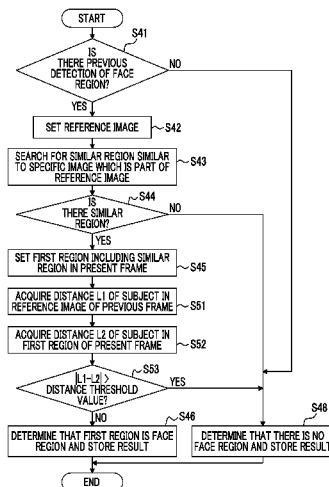 START
S41
IS
THERE PREVIOUS
DETECTION OF FACE
REGION?
NO
YES
SET REFERENCE IMAGE
S42
SEARCH FOR SIMILAR REGION SIMILAR
TO SPECIFIC IMAGE WHICH IS PART OF
REFERENCE IMAGE
S43
S44
IS
THERE SIMILAR
REGION?
NO
YES
SET FIRST REGION INCLUDING SIMILAR
REGION IN PRESENT FRAME
S45
ACQUIRE DISTANCE L1 OF SUBJECT IN
REFERENCE IMAGE OF PREVIOUS FRAME
S51
ACQUIRE DISTANCE L2 OF SUBJECT IN
FIRST REGION OF PRESENT FRAME
S52
S53
|L1-L2| >
DISTANCE THRESHOLD
VALUE?
YES
NO
S46
S48
DETERMINE THAT FIRST REGION IS FACE
REGION AND STORE RESULT
DETERMINE THAT THERE IS NO
FACE REGION AND STORE RESULT
END